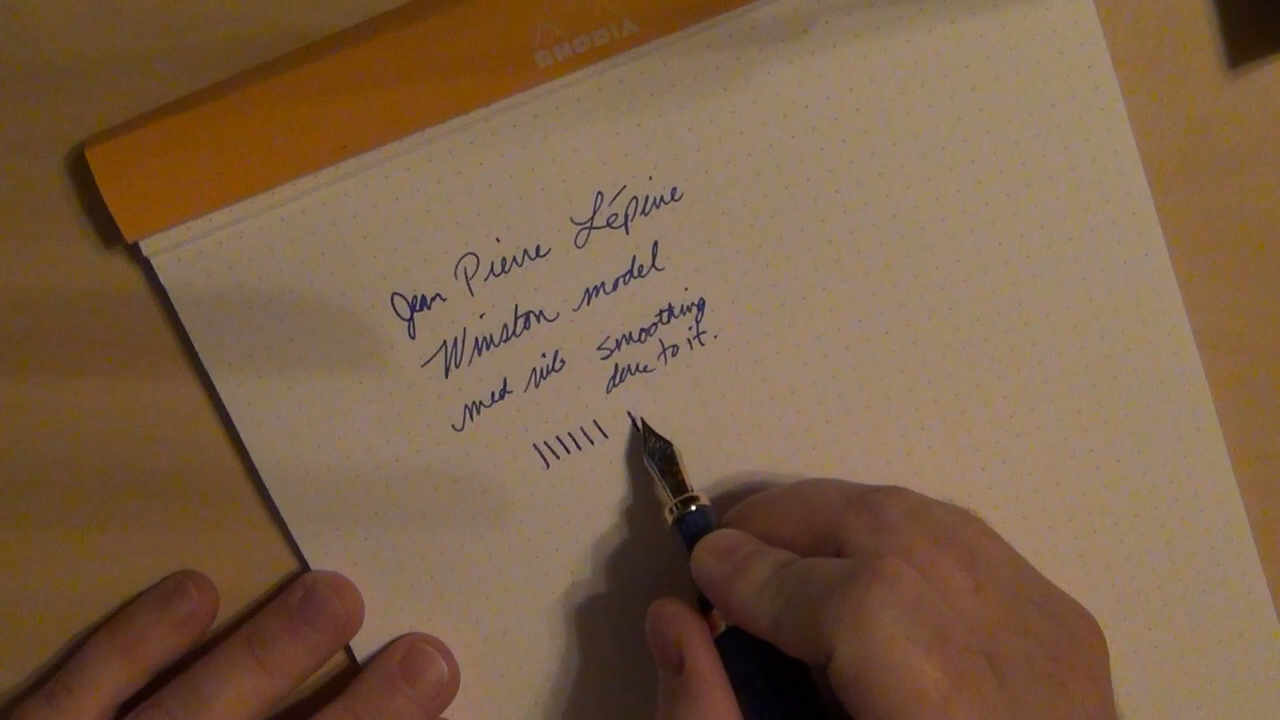 RHODIA
Jean Pierre Lépine
Winston model
med nib smoothing
done to it.